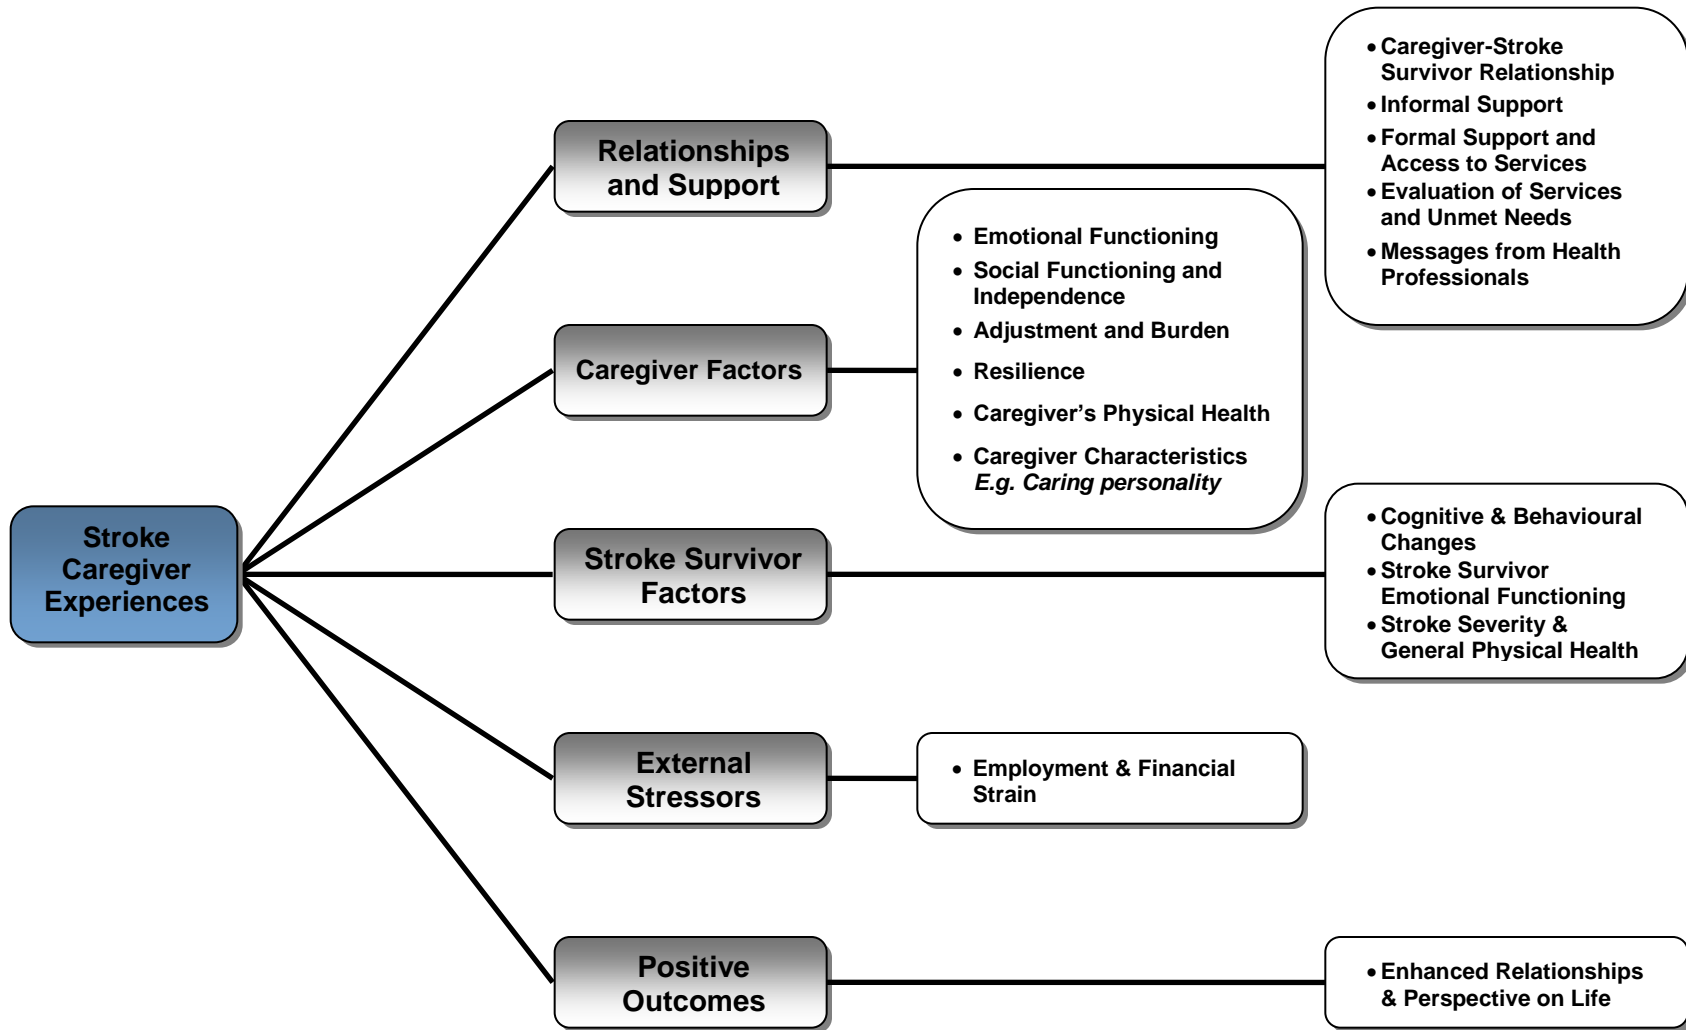 Stroke
Caregiver
Experiences
Relationships
and Support
• Caregiver-Stroke
Survivor Relationship
• Informal Support
• Formal Support and
Access to Services
• Evaluation of Services
and Unmet Needs
• Messages from Health
Professionals
Caregiver Factors
• Emotional Functioning
• Social Functioning and
Independence
• Adjustment and Burden
• Resilience
• Caregiver’s Physical Health
• Caregiver Characteristics
E.g. Caring personality
Stroke Survivor
Factors
• Cognitive & Behavioural
Changes
• Stroke Survivor
Emotional Functioning
• Stroke Severity &
General Physical Health
External
Stressors
• Employment & Financial
Strain
Positive
Outcomes
• Enhanced Relationships
& Perspective on Life